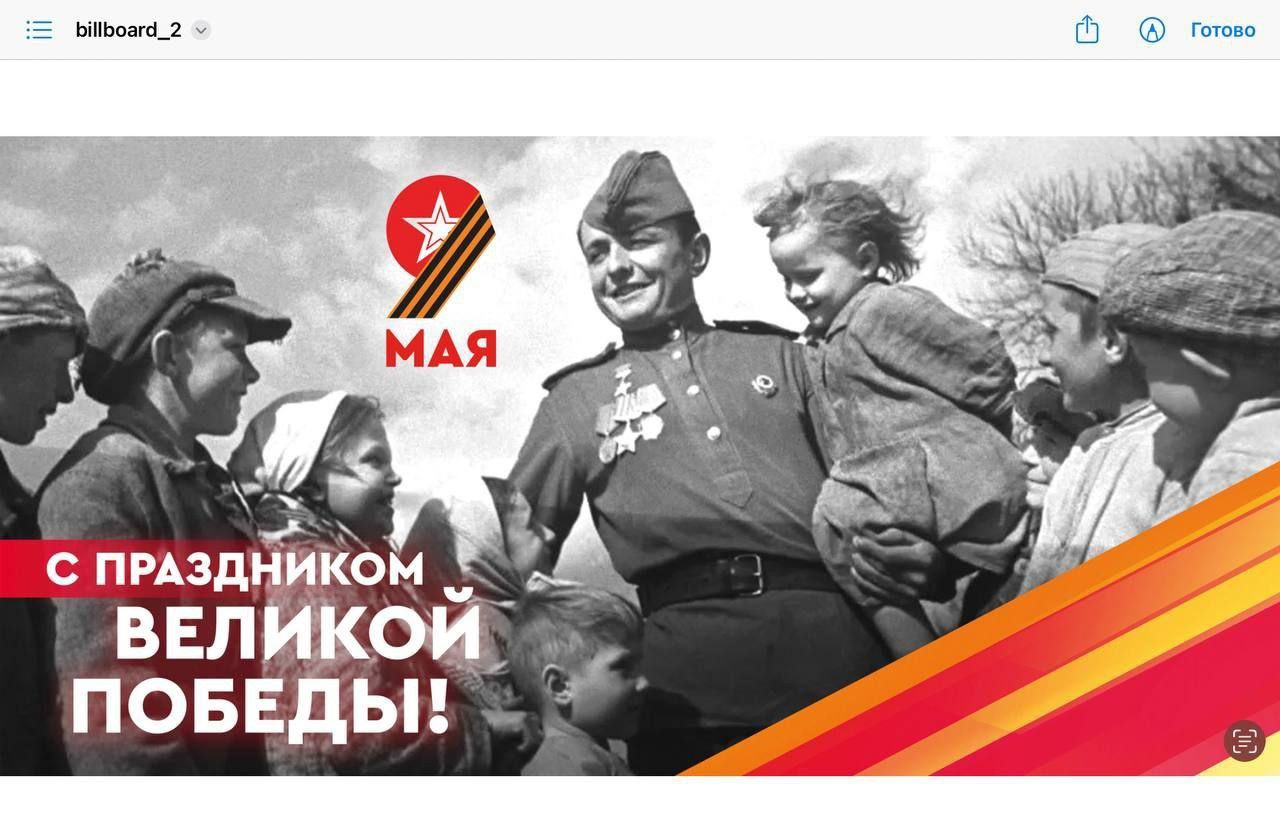 billboard_2
Готово
9
МАЯ
С ПРАЗДНИКОМ
ВЕЛИКОЙ
ПОБЕДЫ!